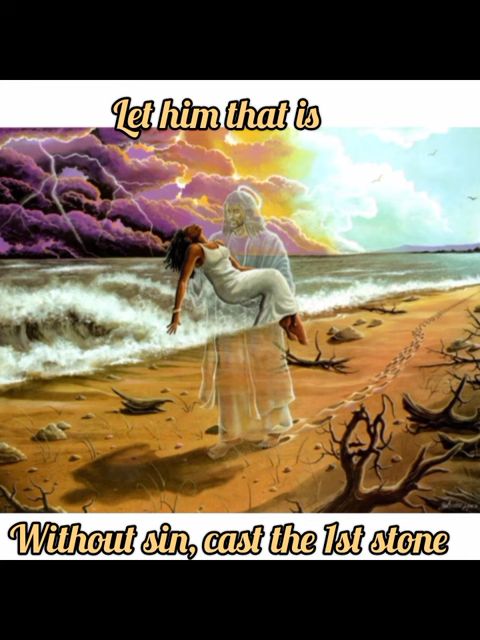 Let him that is
Without sin, cast the 1st stone